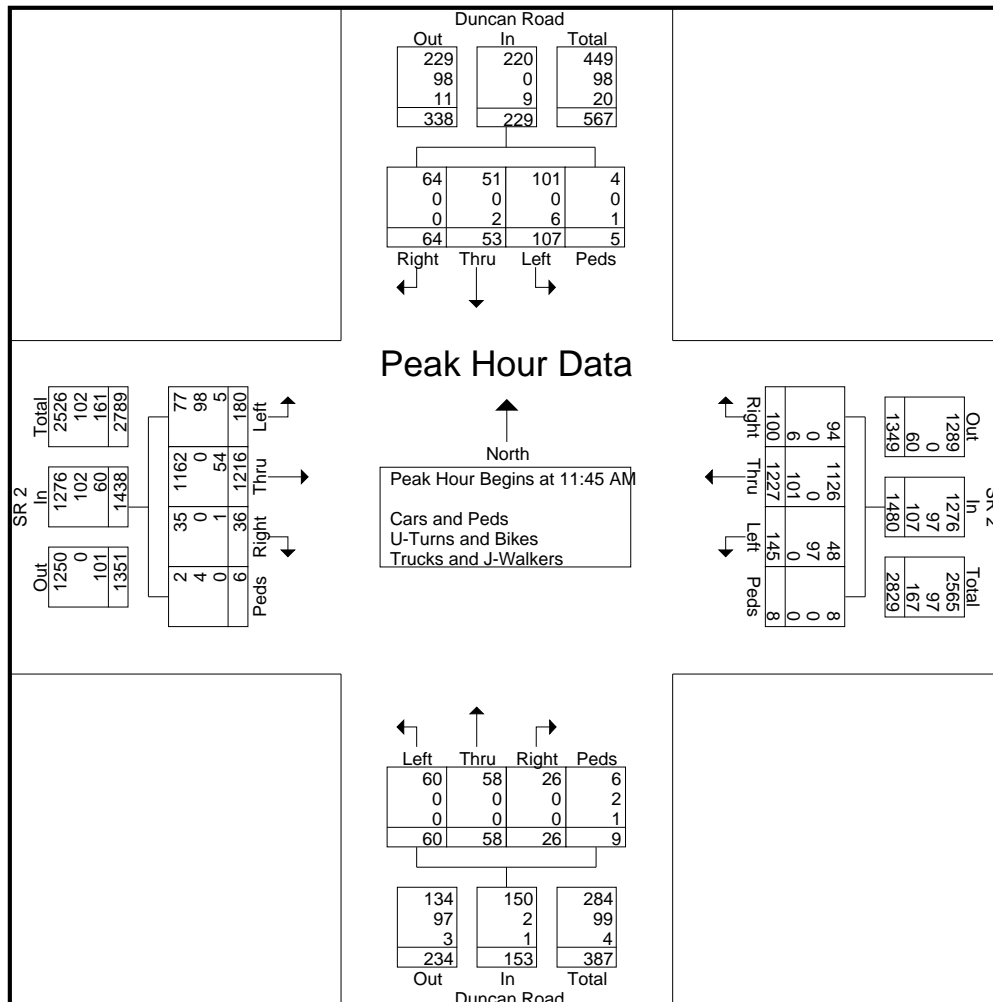 Duncan Road
Out In Total
229 220 449
98 0 98
11 9 20
338 229 567
64 51 101 4
0 0 0 0
0 2 6 1
64 53 107 5
Right Thru Left Peds
Peak Hour Data
North
Peak Hour Begins at 11:45 AM
Cars and Peds
U-Turns and Bikes
Trucks and J-Walkers
SR 2
Out In Total
1250 1276 2526
0 102 102
101 60 161
1351 1438 2789
Peds Right Thru Left
2 35 1162 77
4 0 0 98
0 1 54 5
6 36 1216 180
Right Thru Left Peds
94 1126 48 8
0 0 97 0
6 101 0 0
100 1227 145 8
Out In Total
1289 1276 2565
0 97 97
60 107 167
1349 1480 2829
SR 2
Left Thru Right Peds
60 58 26 6
0 0 0 2
0 0 0 1
60 58 26 9
134 150 284
97 2 99
3 1 4
234 153 387
Out In Total
Duncan Road